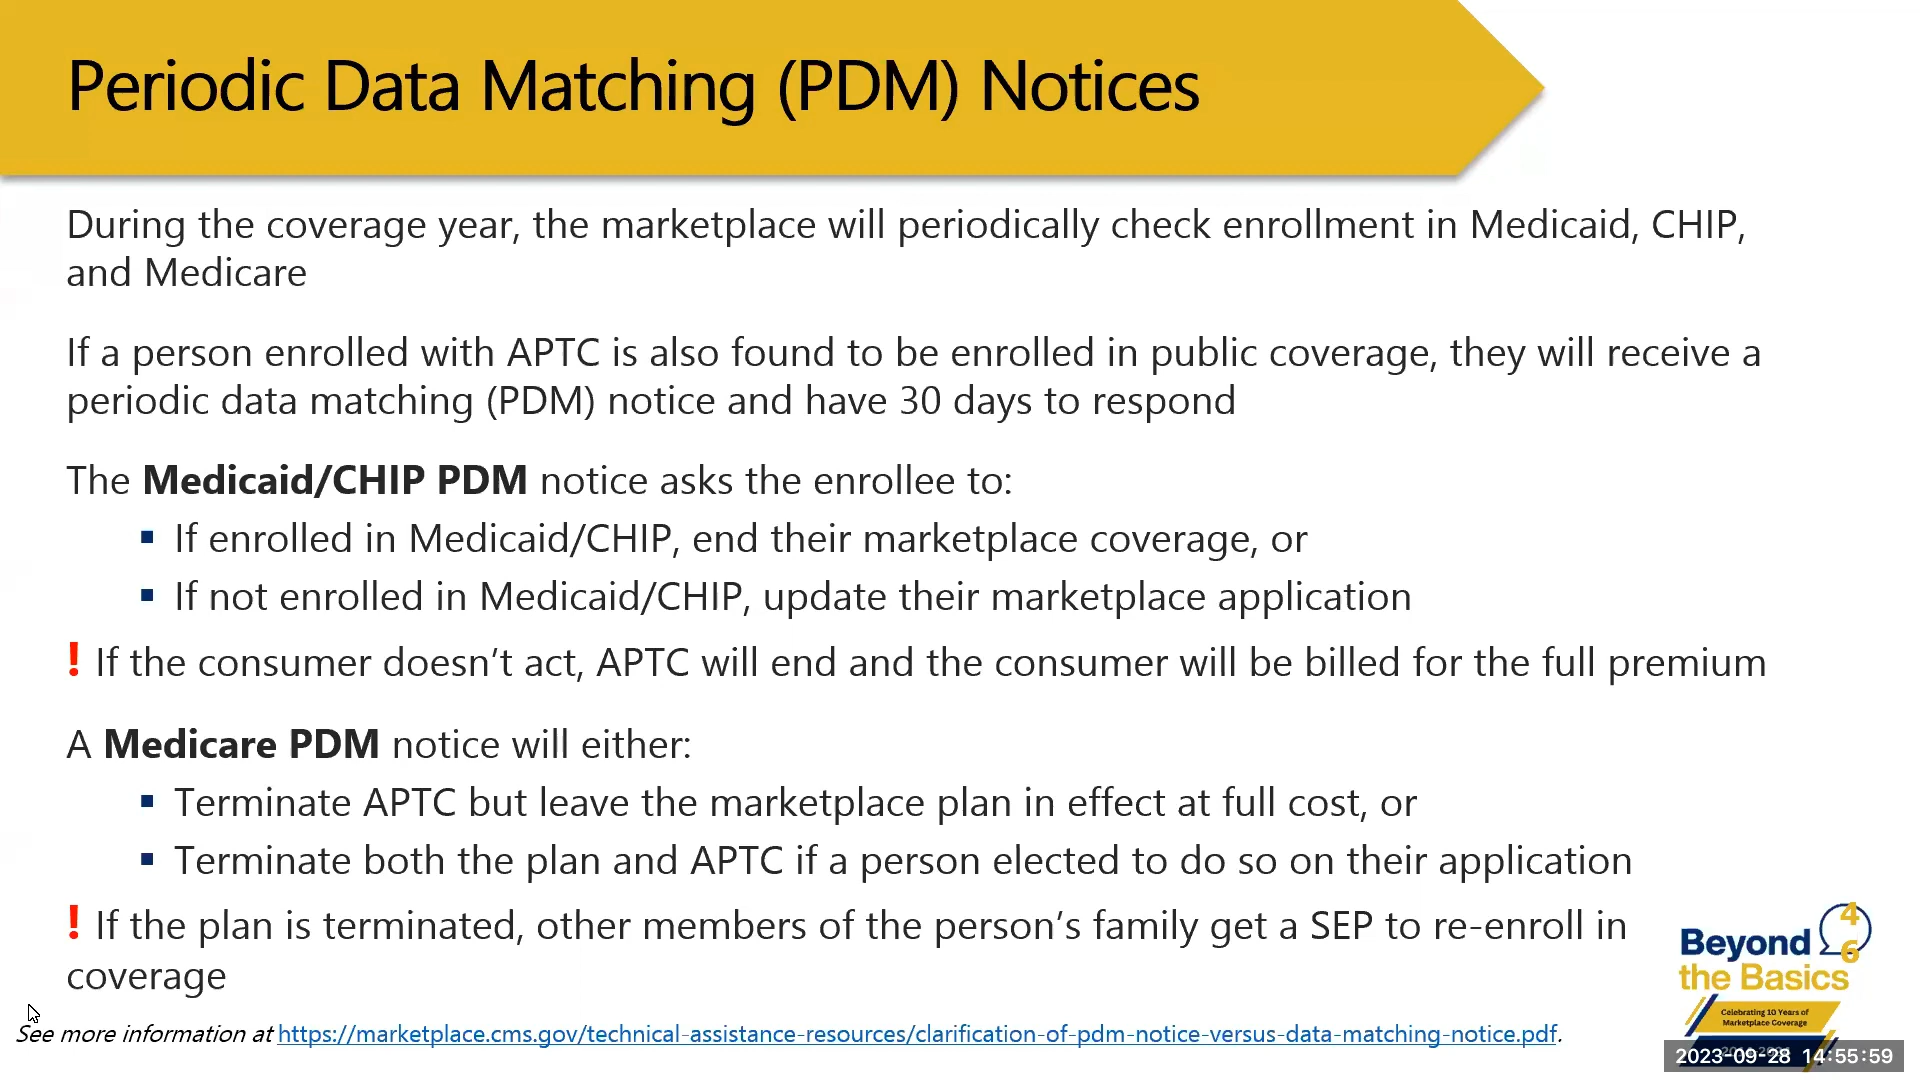 Periodic Data Matching (PDM) Notices
During the coverage year, the marketplace will periodically check enrollment in Medicaid, CHIP,
and Medicare
If a person enrolled with APTC is also found to be enrolled in public coverage, they will receive a
periodic data matching (PDM) notice and have 30 days to respond
The Medicaid/CHIP PDM notice asks the enrollee to:
▪ If enrolled in Medicaid/CHIP, end their marketplace coverage, or
▪ If not enrolled in Medicaid/CHIP, update their marketplace application
! If the consumer doesn’t act, APTC will end and the consumer will be billed for the full premium
A Medicare PDM notice will either:
▪ Terminate APTC but leave the marketplace plan in effect at full cost, or
▪ Terminate both the plan and APTC if a person elected to do so on their application
! If the plan is terminated, other members of the person’s family get a SEP to re-enroll in
coverage
See more information at https://marketplace.cms.gov/technical-assistance-resources/clarification-of-pdm-notice-versus-data-matching-notice.pdf.
4
6
Beyond
the Basics
Celebrating 10 Years of
Marketplace Coverage
2023-09-28 14:55:59